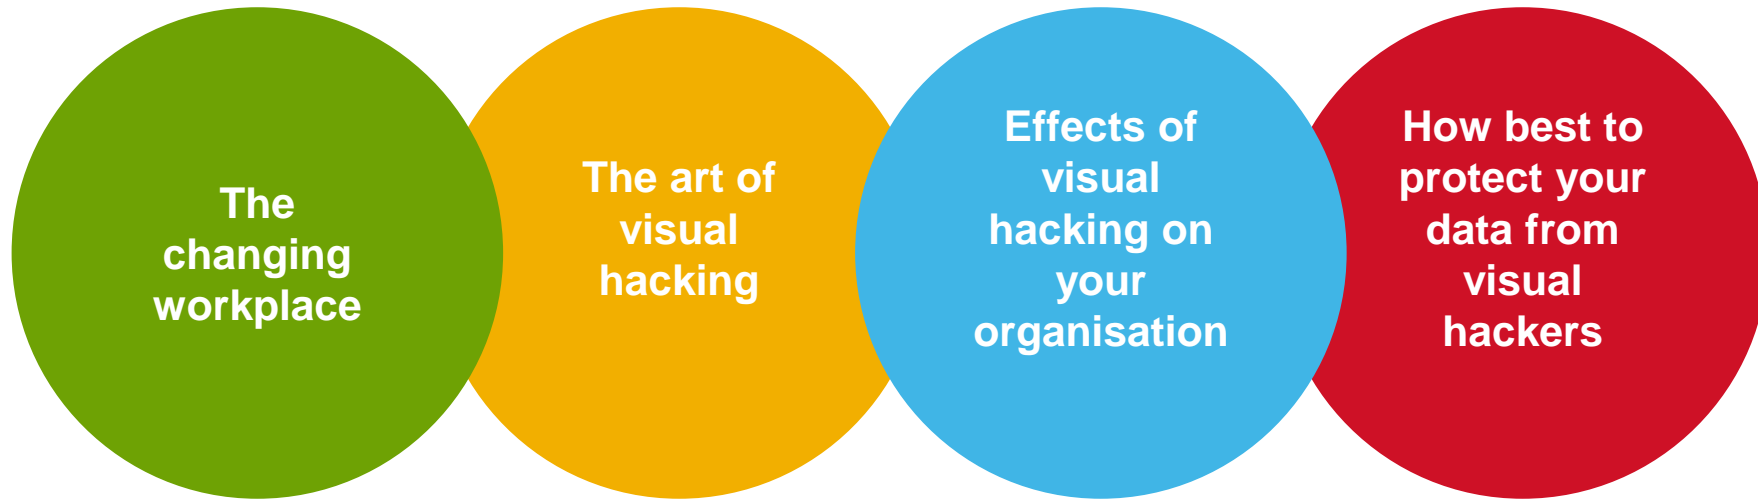 The
changing
workplace
The art of
visual
hacking
Effects of
visual
hacking on
your
organisation
How best to
protect your
data from
visual
hackers